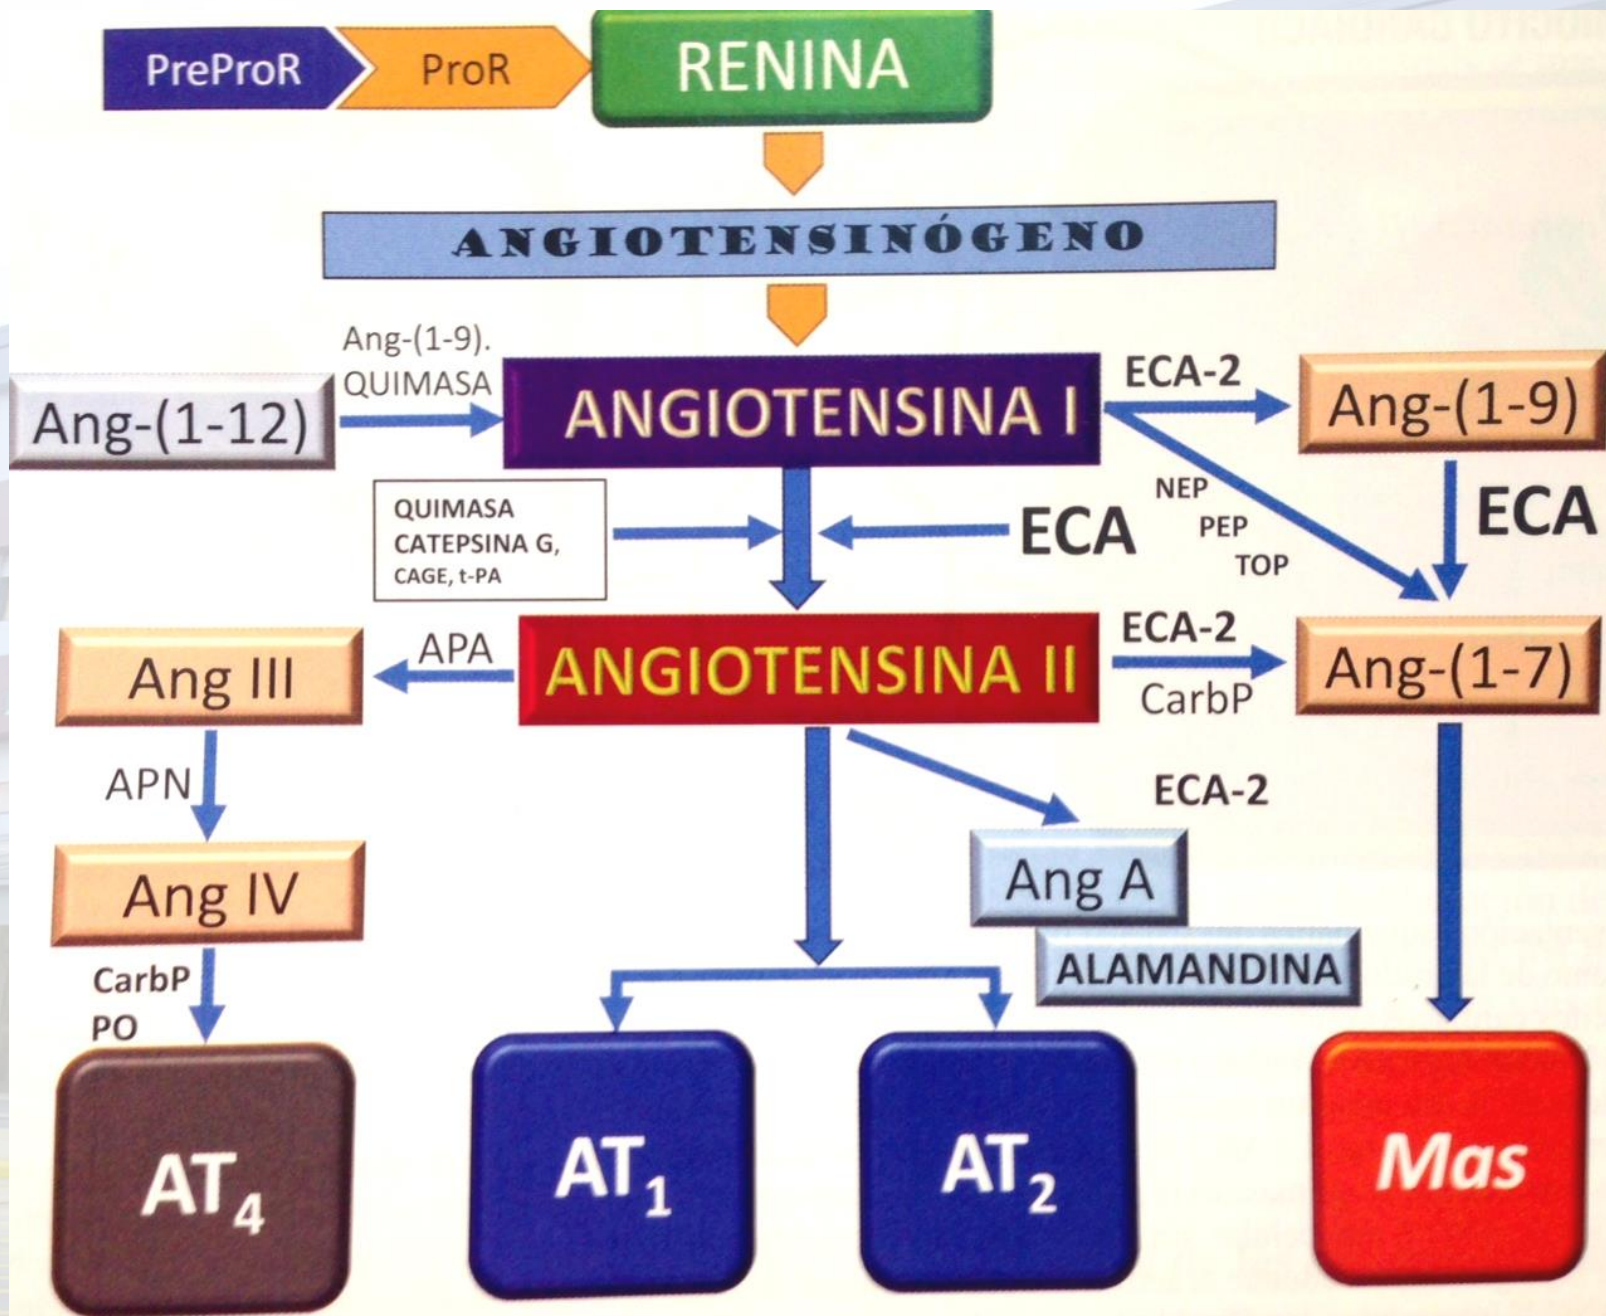 PreProR
ProR
RENINA
ANGIOTENSINÓGENO
Ang-(1-9).
QUIMASA
Ang-(1-12)
ANGIOTENSINA I
ECA-2
Ang-(1-9)
QUIMASA
CATEPSINA G,
CAGE, t-PA
ECA
NEP
PEP
TOP
ECA
Ang III
APA
ANGIOTENSINA II
ECA-2
CarbP
Ang-(1-7)
APN
ECA-2
Ang IV
Ang A
ALAMANDINA
CarbP
PO
AT4
AT1
AT2
Mas